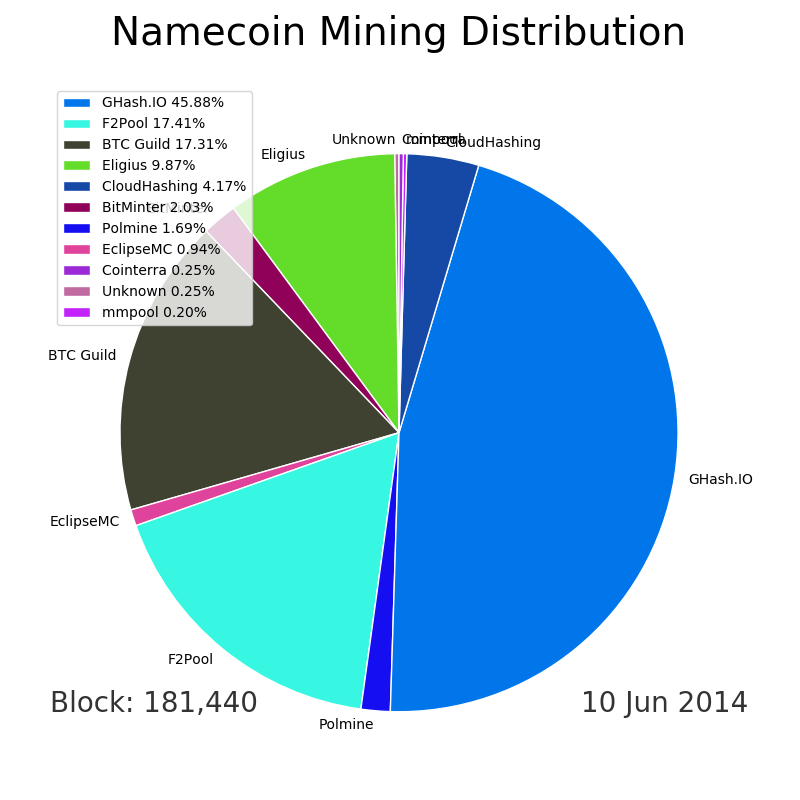 Namecoin Mining Distribution
GHash.IO 45.88%
F2Pool 17.41%
BTC Guild 17.31%
Eligius 9.87%
CloudHashing 4.17%
BitMinter 2.03%
Polmine 1.69%
EclipseMC 0.94%
Cointerra 0.25%
Unknown 0.25%
mmpool 0.20%
Eligius
Unknown
Cointerra
mmpool
CloudHashing
BTC Guild
GHash.IO
EclipseMC
F2Pool
Polmine
Block: 181,440
10 Jun 2014